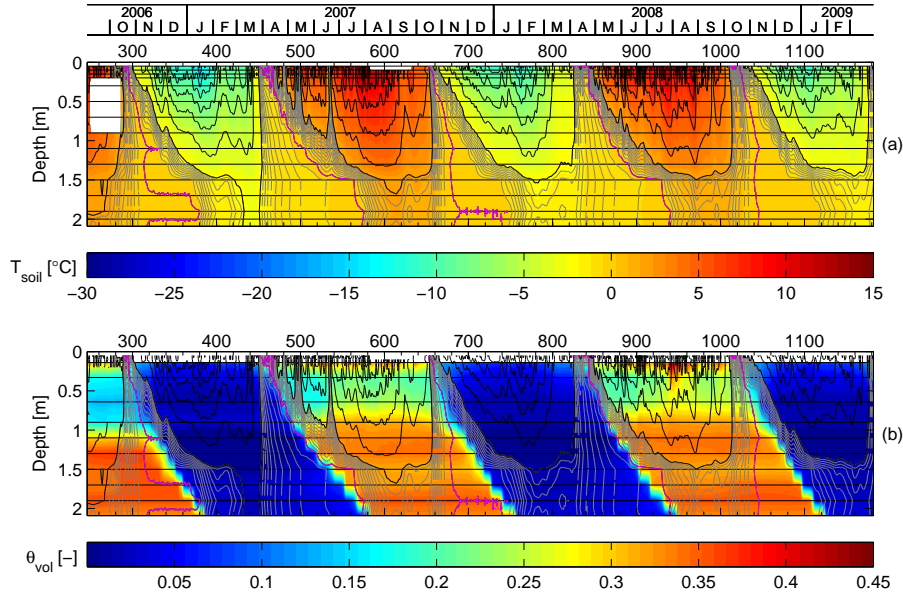 2006 2007 2008 2009
O N D J F M A M J J A S O N D J F M A M J J A S O N D J F
300 400 500 600 700 800 900 1000 1100
0
0.5
1
1.5
2
Depth [m]
(a)
T_soil [°C]
−30 −25 −20 −15 −10 −5 0 5 10 15
300 400 500 600 700 800 900 1000 1100
0
0.5
1
1.5
2
Depth [m]
(b)
θ_vol [−]
0.05 0.1 0.15 0.2 0.25 0.3 0.35 0.4 0.45